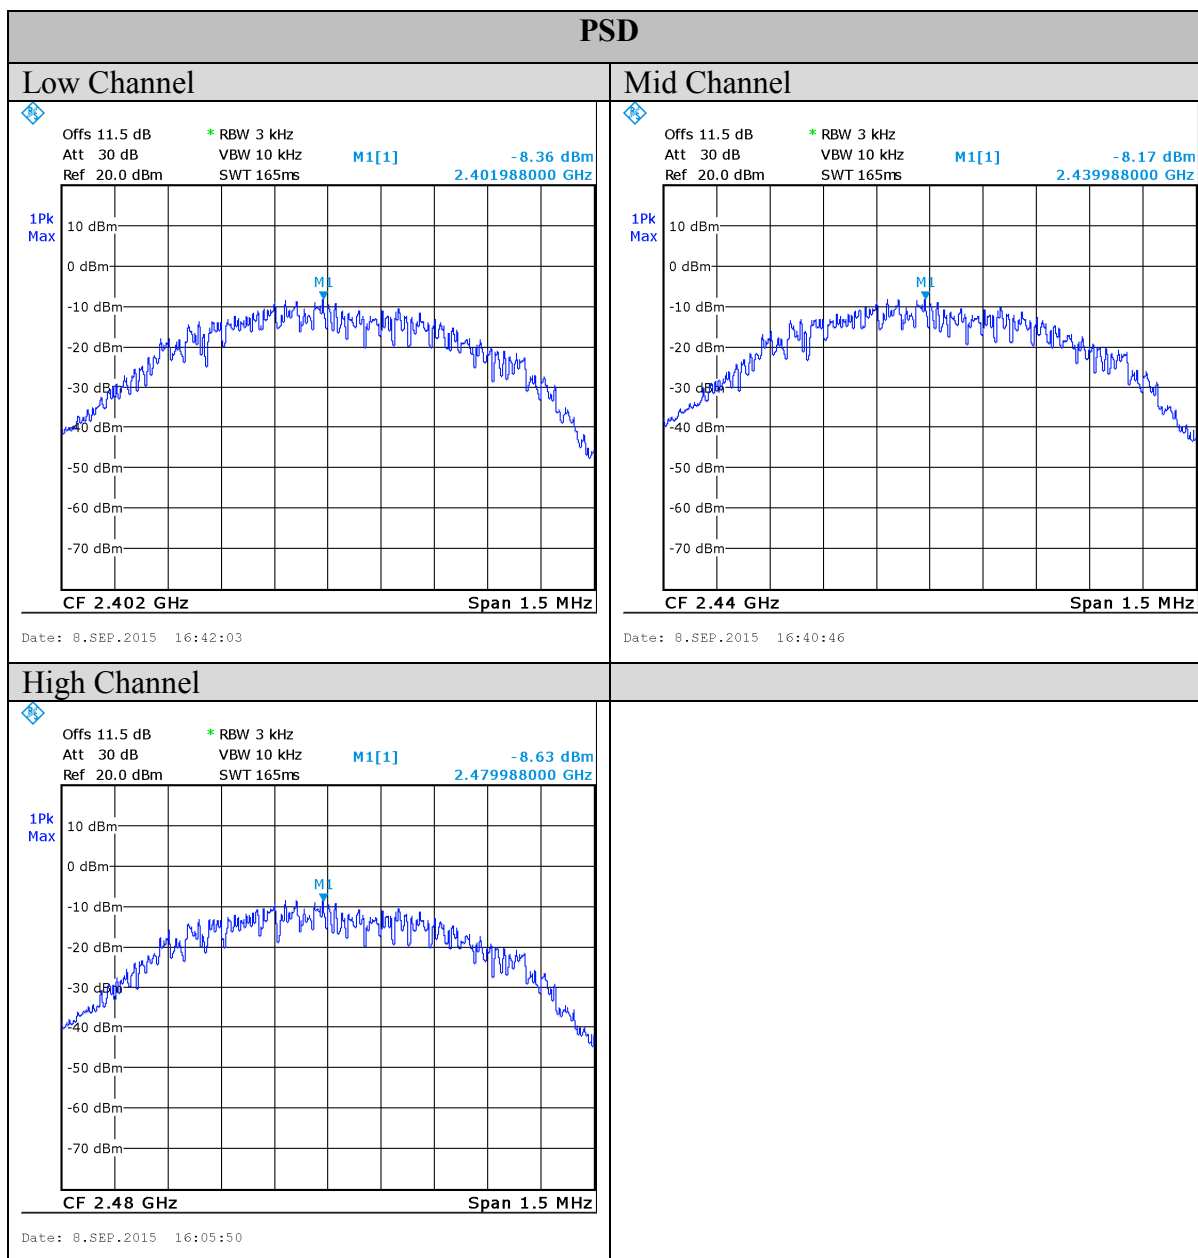 PSD
Low Channel
Offs 11.5 dB * RBW 3 kHz
Att 30 dB VBW 10 kHz M1[1] -8.36 dBm
Ref 20.0 dBm SWT 165ms 2.401988000 GHz
1Pk
Max
10 dBm
0 dBm
M1
-10 dBm
-20 dBm
-30 dBm
-40 dBm
-50 dBm
-60 dBm
-70 dBm
CF 2.402 GHz Span 1.5 MHz
Date: 8.SEP.2015 16:42:03
Mid Channel
Offs 11.5 dB * RBW 3 kHz
Att 30 dB VBW 10 kHz M1[1] -8.17 dBm
Ref 20.0 dBm SWT 165ms 2.439988000 GHz
1Pk
Max
10 dBm
0 dBm
M1
-10 dBm
-20 dBm
-30 dBm
-40 dBm
-50 dBm
-60 dBm
-70 dBm
CF 2.44 GHz Span 1.5 MHz
Date: 8.SEP.2015 16:40:46
High Channel
Offs 11.5 dB * RBW 3 kHz
Att 30 dB VBW 10 kHz M1[1] -8.63 dBm
Ref 20.0 dBm SWT 165ms 2.479988000 GHz
1Pk
Max
10 dBm
0 dBm
M1
-10 dBm
-20 dBm
-30 dBm
-40 dBm
-50 dBm
-60 dBm
-70 dBm
CF 2.48 GHz Span 1.5 MHz
Date: 8.SEP.2015 16:05:50